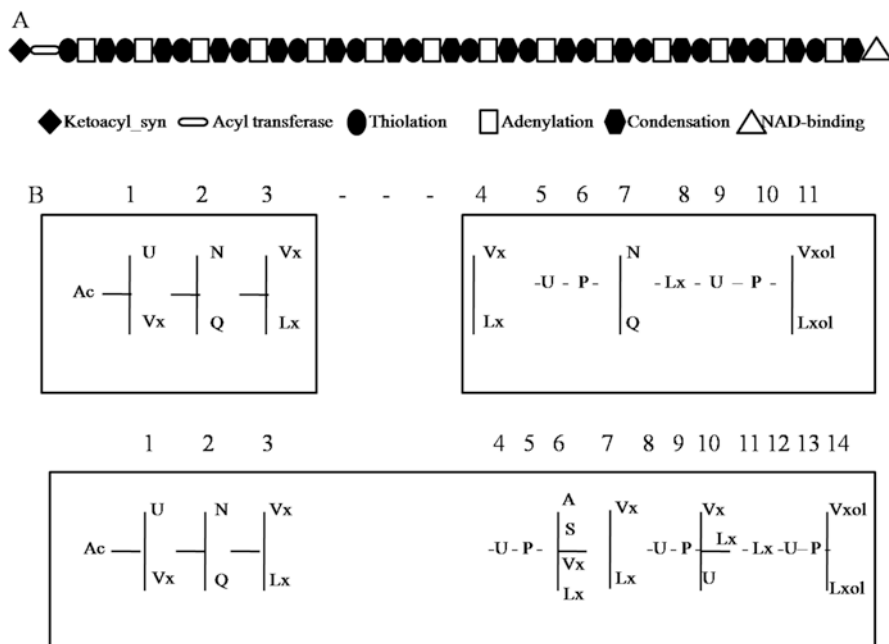 A
Ketoacyl_syn Acyl transferase Thiolation Adenylation Condensation NAD-binding
B 1 2 3 - - - 4 5 6 7 8 9 10 11
U N Vx Vx N Vxol
Ac -U - P - - Lx - U - P -
Vx Q Lx Lx Q Lxol
1 2 3 4 5 6 7 8 9 10 11 12 13 14
A
U N Vx S Vx Vx Vxol
Ac -U - P - -U - P - Lx - Lx -U- P -
Vx Q Lx Vx Lx U Lxol
Lx